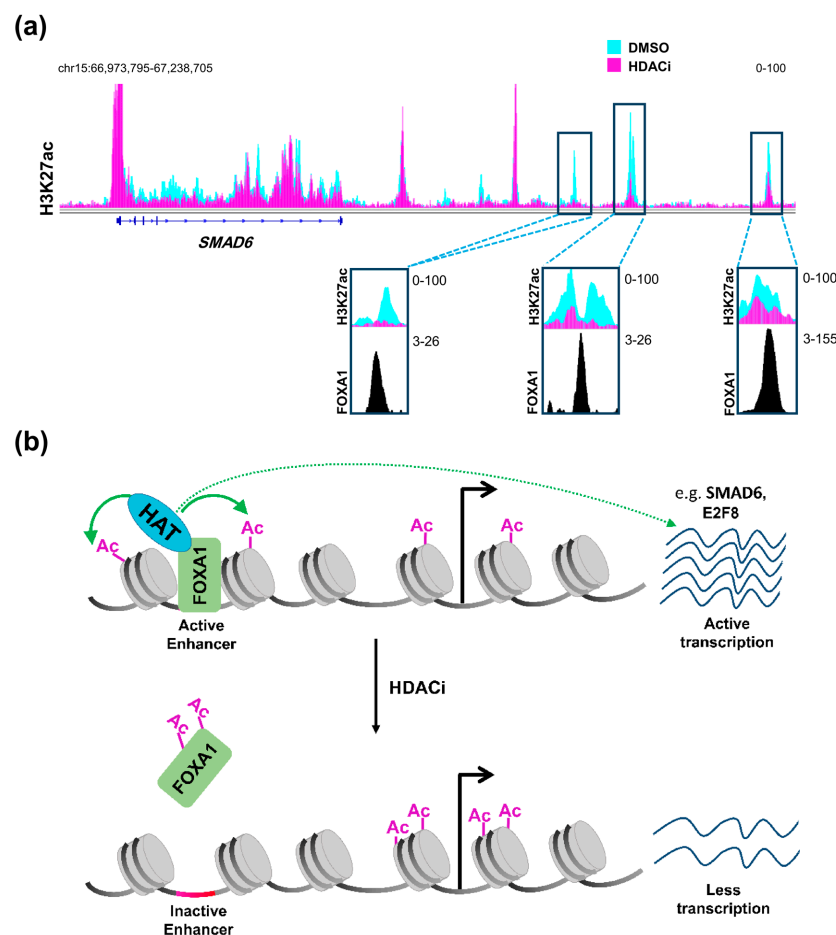 (a)
DMSO
HDACi
chr15:66,973,795-67,238,705
0-100
H3K27ac
SMAD6
H3K27ac
0-100
FOXA1
3-26
H3K27ac
0-100
FOXA1
3-26
H3K27ac
0-100
FOXA1
3-155
(b)
e.g. SMAD6,
E2F8
HAT
Ac
Ac
Ac
Ac
FOXA1
Active
Enhancer
Active
transcription
HDACi
Ac
Ac
FOXA1
Ac
Ac
Ac
Ac
Inactive
Enhancer
Less
transcription